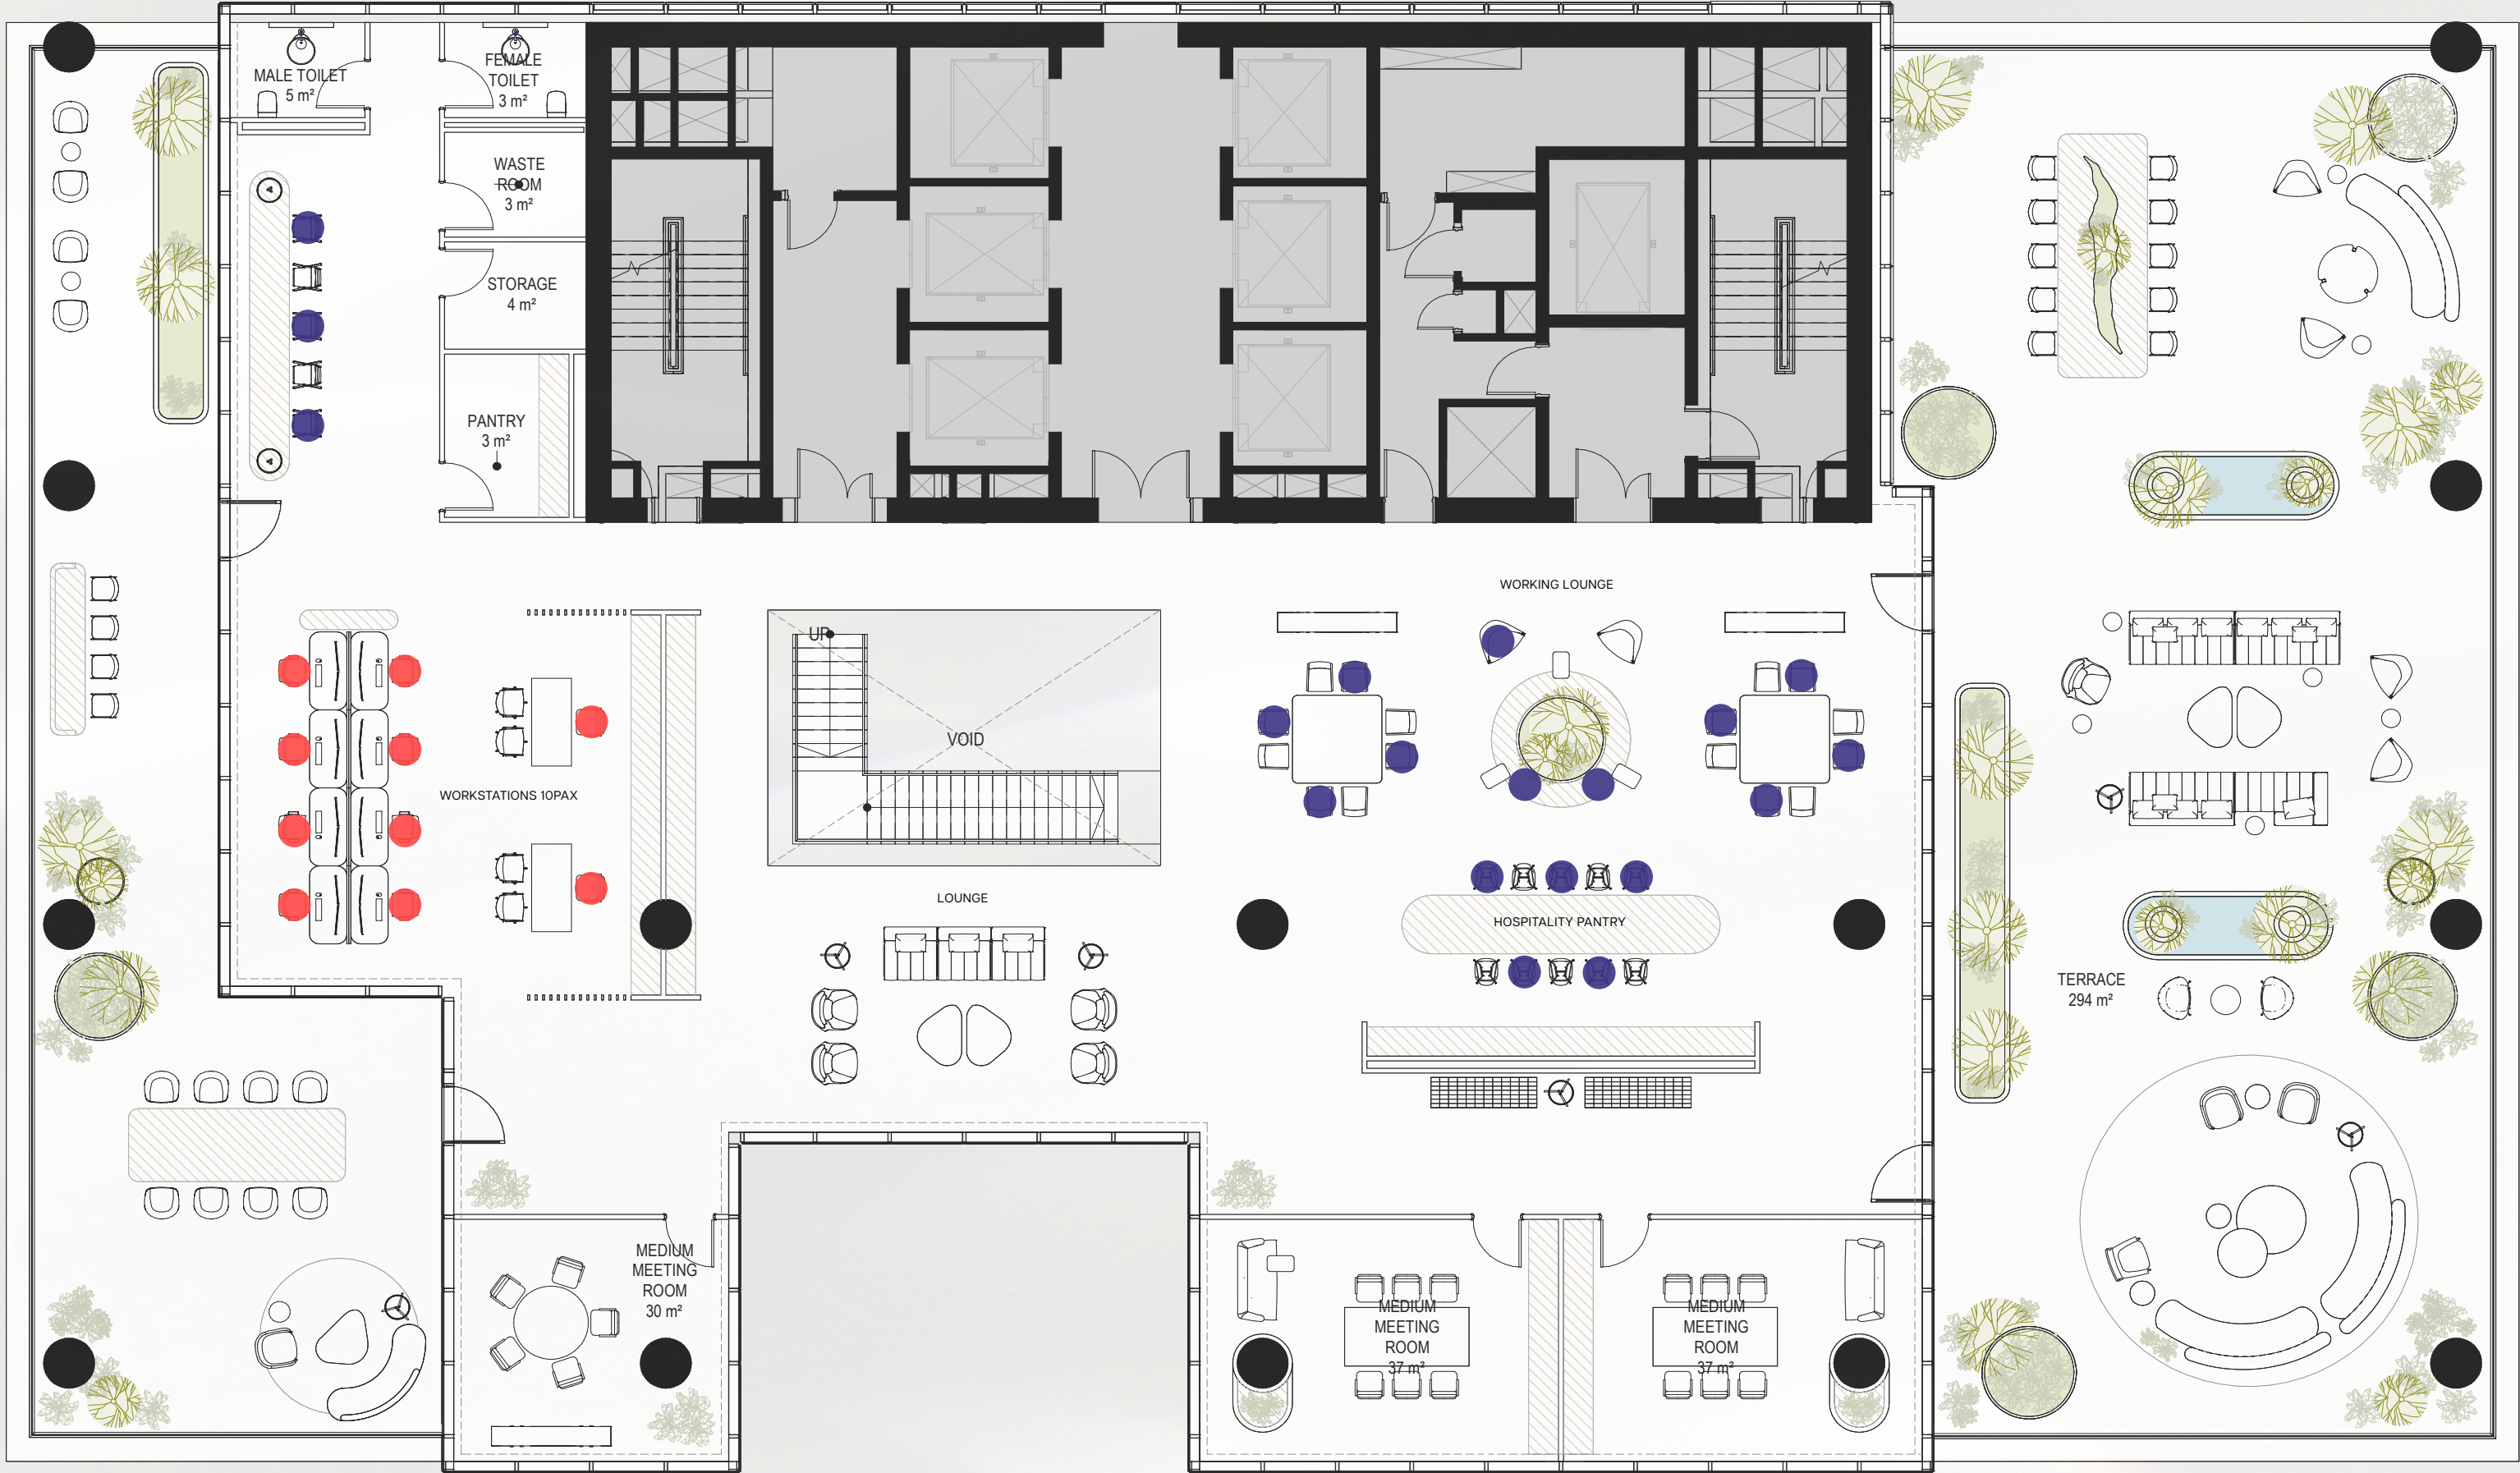 MALE TOILET
5 m²
FEMALE
TOILET
3 m²
WASTE
ROOM
3 m²
STORAGE
4 m²
PANTRY
3 m²
WORKING LOUNGE
UP
VOID
WORKSTATIONS 10PAX
LOUNGE
HOSPITALITY PANTRY
TERRACE
294 m²
MEDIUM
MEETING
ROOM
30 m²
MEDIUM
MEETING
ROOM
37 m²
MEDIUM
MEETING
ROOM
37 m²